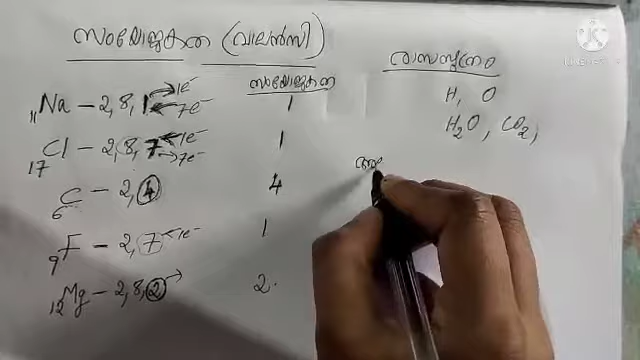 സംയോജകത (വാലൻസി)
സംയോജകത
₁₁Na – 2, 8, 1 1e⁻ 7e⁻ 1
₁₇Cl – 2, 8, 7 1e⁻ 7e⁻ 1
₆C – 2, 4 4
₉F – 2, 7 1e⁻ 1
₁₂Mg – 2, 8, 2 2.
രാസസൂത്രം
H, O
H₂O, CO₂,